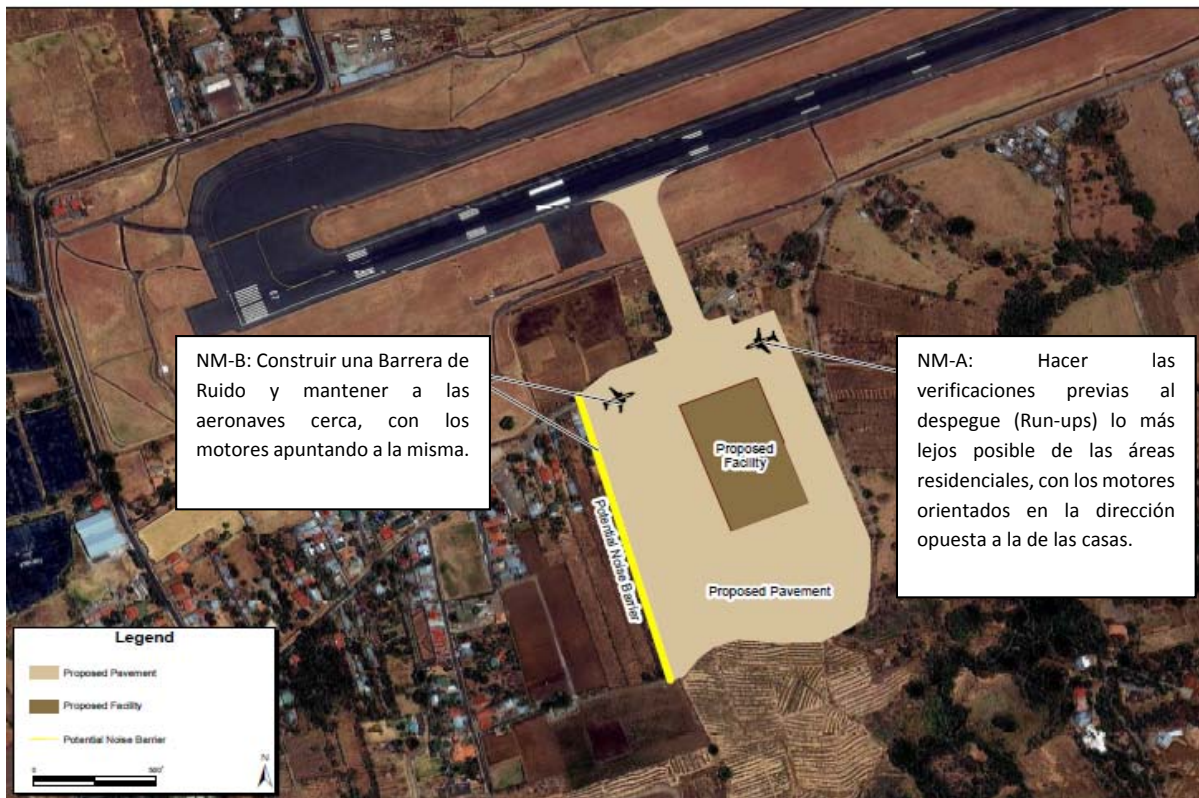 NM-B: Construir una Barrera de
Ruido y mantener a las
aeronaves cerca, con los
motores apuntando a la misma.
NM-A: Hacer las
verificaciones previas al
despegue (Run-ups) lo más
lejos posible de las áreas
residenciales, con los motores
orientados en la dirección
opuesta a la de las casas.
Proposed
Facility
Potential Noise Barrier
Proposed Pavement
Legend
Proposed Pavement
Proposed Facility
Potential Noise Barrier
0
500'
N